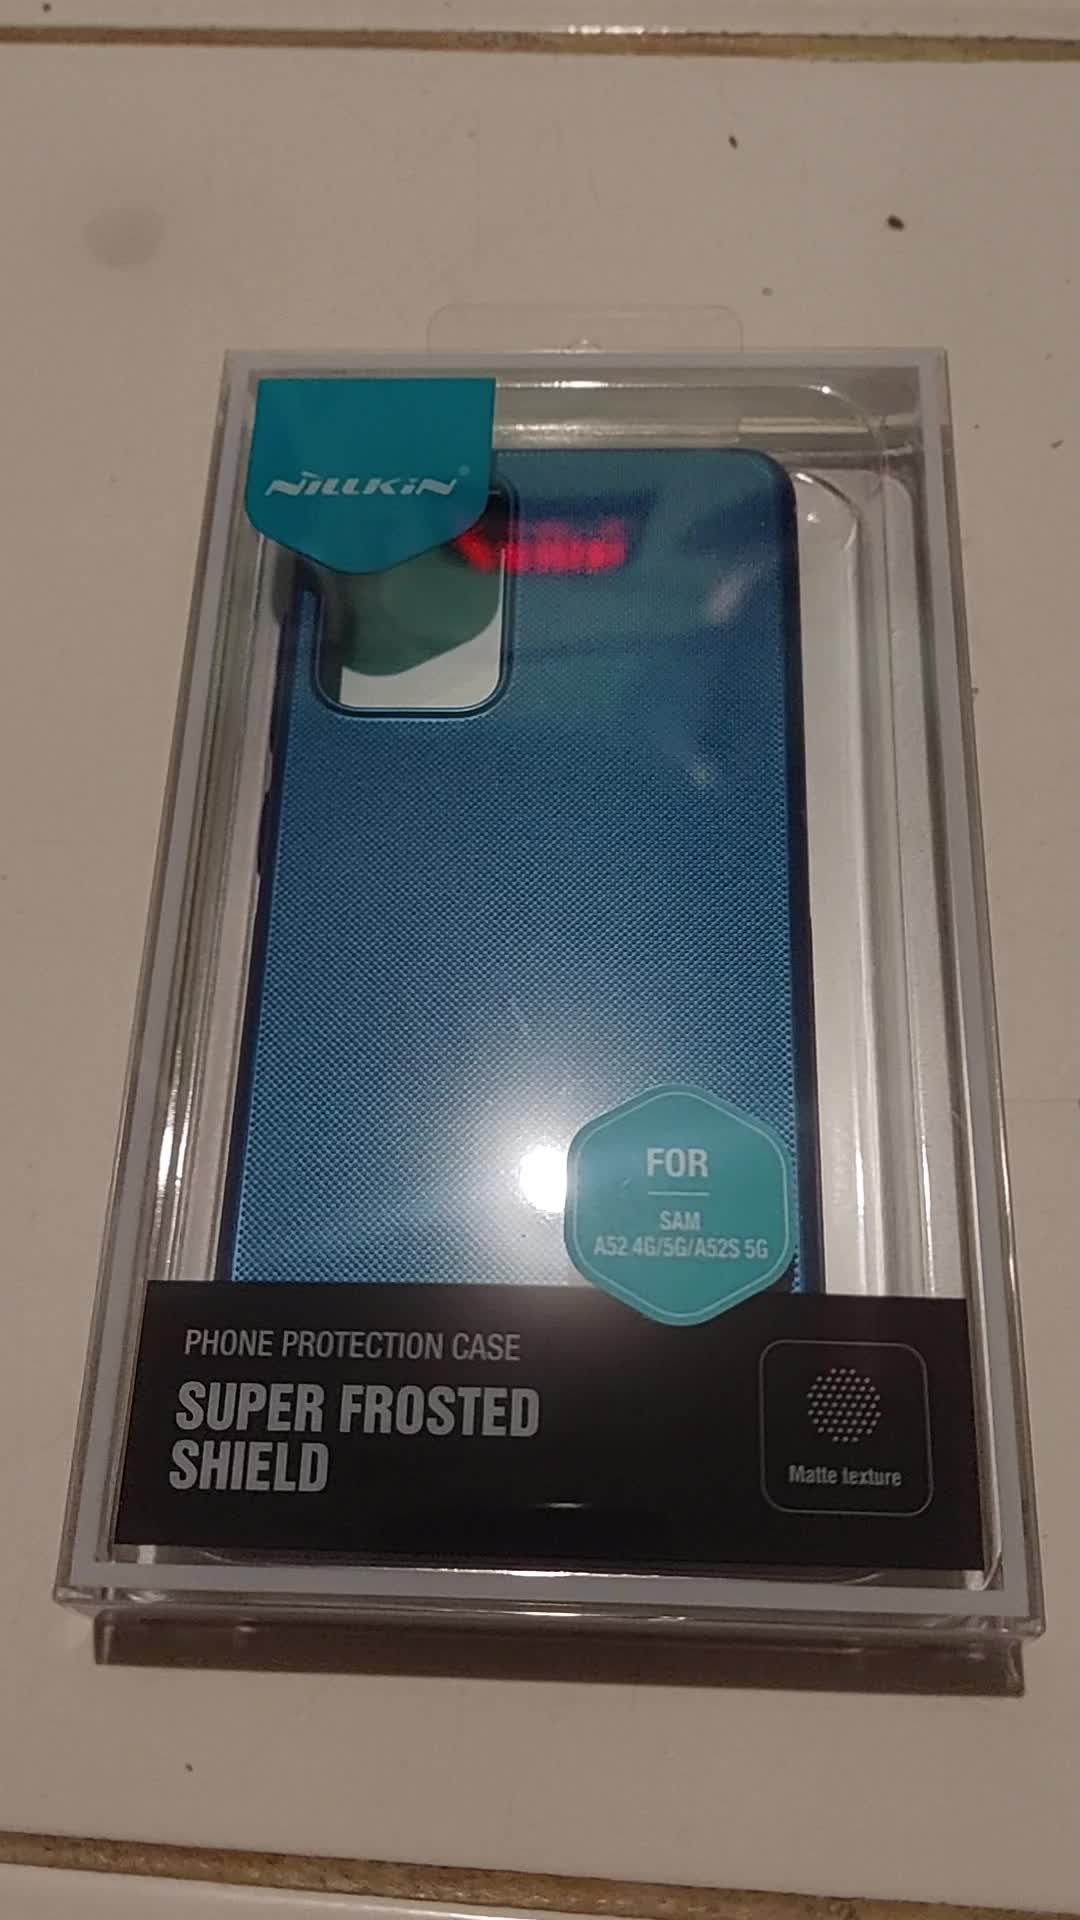 NILLKIN®
FOR
SAM
A52 4G/5G/A52S 5G
PHONE PROTECTION CASE
SUPER FROSTED
SHIELD
Matte texture